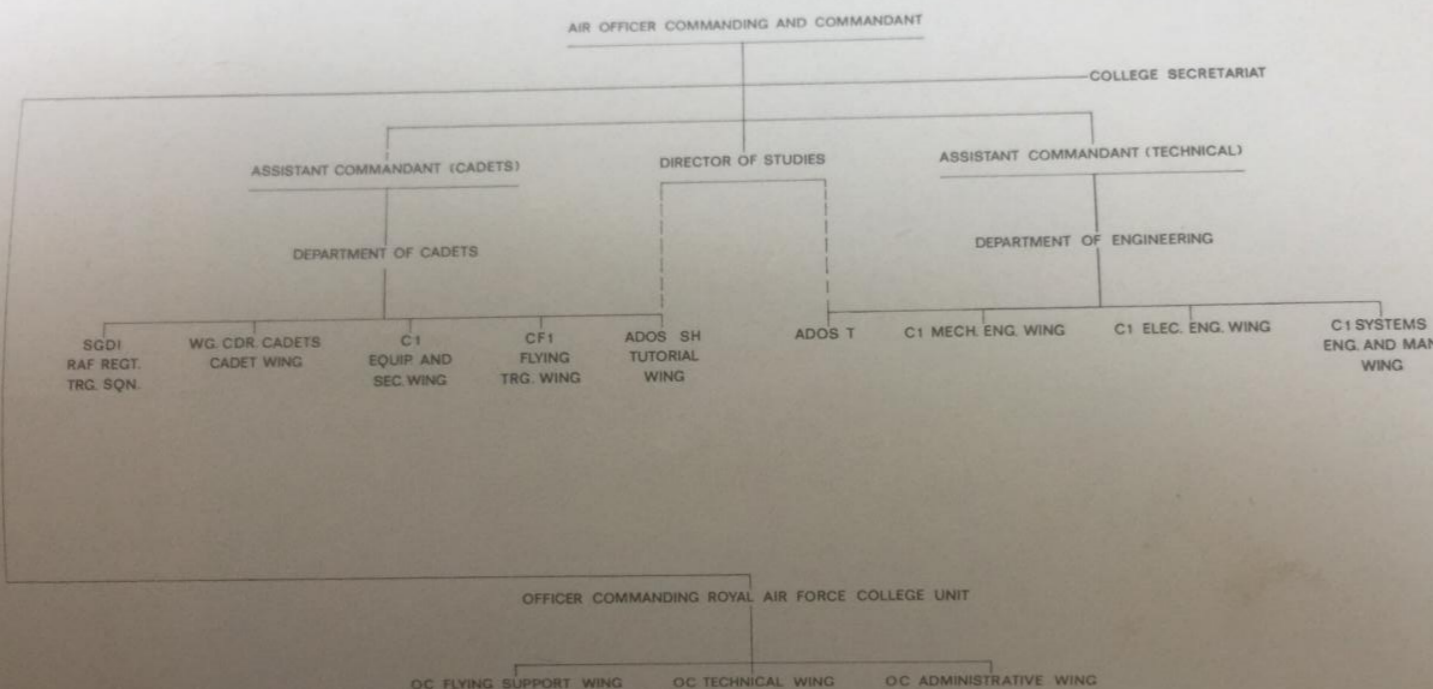 AIR OFFICER COMMANDING AND COMMANDANT
COLLEGE SECRETARIAT
ASSISTANT COMMANDANT (CADETS)
DIRECTOR OF STUDIES
ASSISTANT COMMANDANT (TECHNICAL)
DEPARTMENT OF CADETS
DEPARTMENT OF ENGINEERING
SGDI
RAF REGT.
TRG. SQN.
WG. CDR. CADETS
CADET WING
C1
EQUIP AND
SEC. WING
CF1
FLYING
TRG. WING
ADOS SH
TUTORIAL
WING
ADOS T
C1 MECH. ENG. WING
C1 ELEC. ENG. WING
C1 SYSTEMS
ENG. AND MAN
WING
OFFICER COMMANDING ROYAL AIR FORCE COLLEGE UNIT
OC FLYING SUPPORT WING
OC TECHNICAL WING
OC ADMINISTRATIVE WING